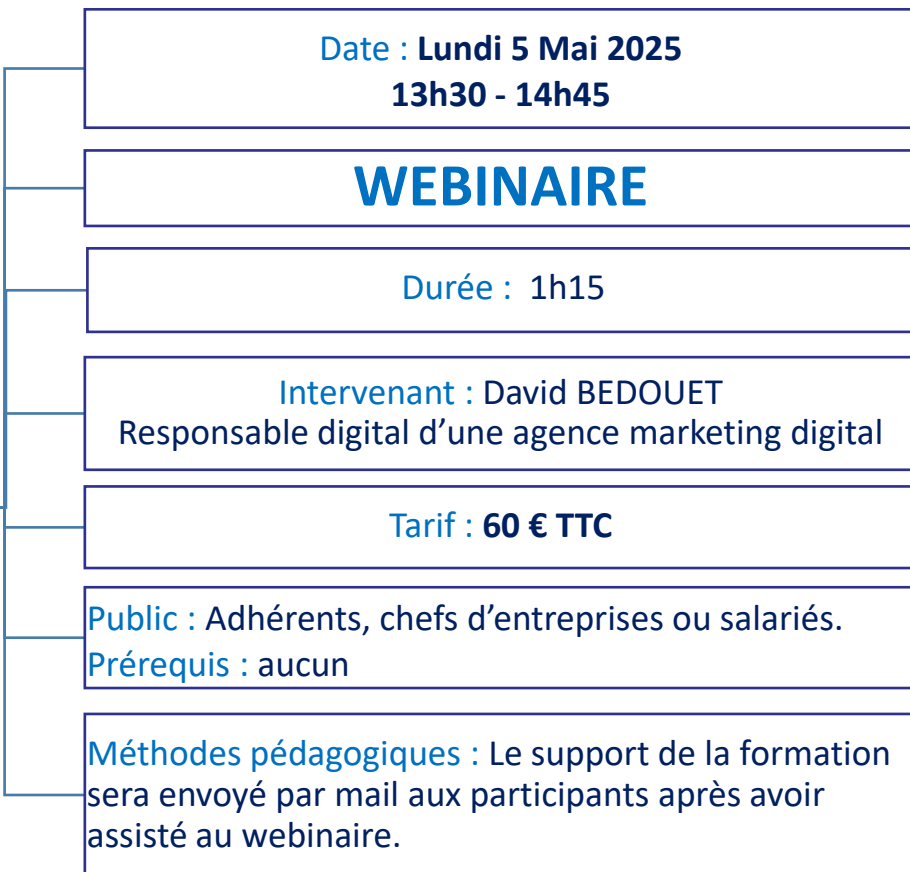 Date : Lundi 5 Mai 2025
13h30 - 14h45
WEBINAIRE
Durée : 1h15
Intervenant : David BEDOUET
Responsable digital d’une agence marketing digital
Tarif : 60 € TTC
Public : Adhérents, chefs d’entreprises ou salariés.
Prérequis : aucun
Méthodes pédagogiques : Le support de la formation
sera envoyé par mail aux participants après avoir
assisté au webinaire.